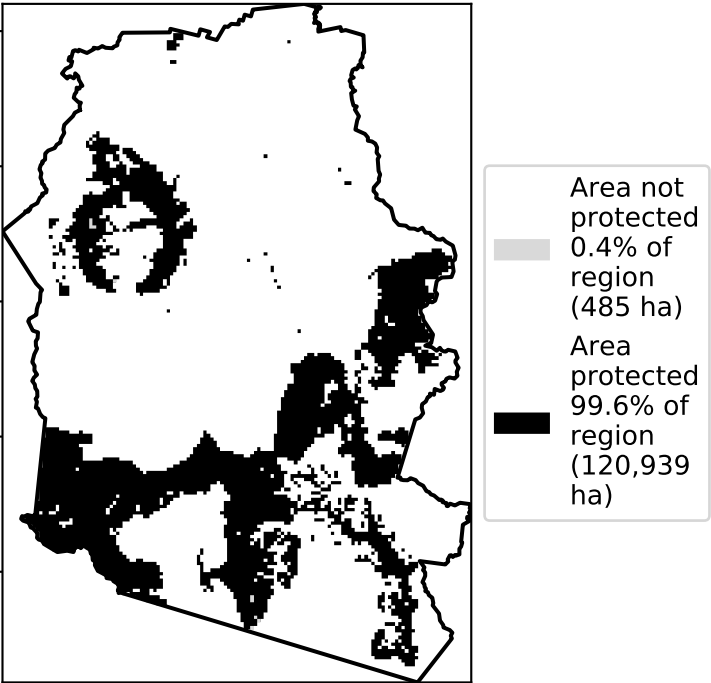 Area not
protected
0.4% of
region
(485 ha)
Area
protected
99.6% of
region
(120,939
ha)